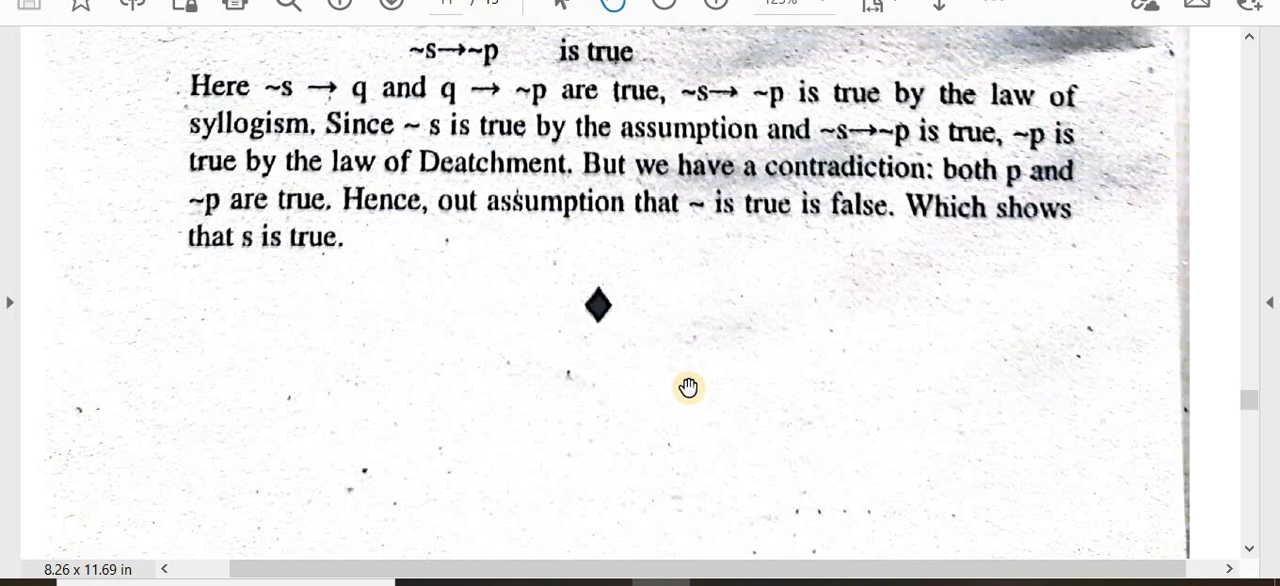 ~s→~p is true
Here ~s → q and q → ~p are true, ~s→ ~p is true by the law of
syllogism. Since ~ s is true by the assumption and ~s→~p is true, ~p is
true by the law of Deatchment. But we have a contradiction: both p and
~p are true. Hence, out assumption that ~ is true is false. Which shows
that s is true.
8.26 x 11.69 in